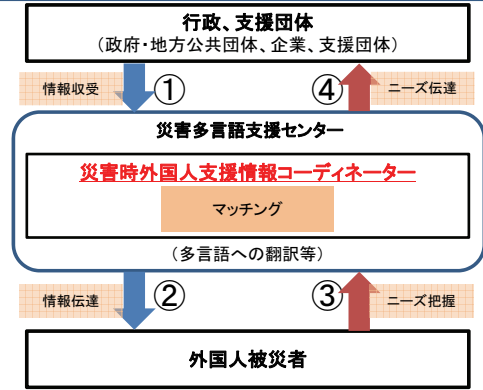 行政、支援団体
（政府・地方公共団体、企業、支援団体）
情報収受
①
④
ニーズ伝達
災害多言語支援センター
災害時外国人支援情報コーディネーター
マッチング
（多言語への翻訳等）
情報伝達
②
③
ニーズ把握
外国人被災者